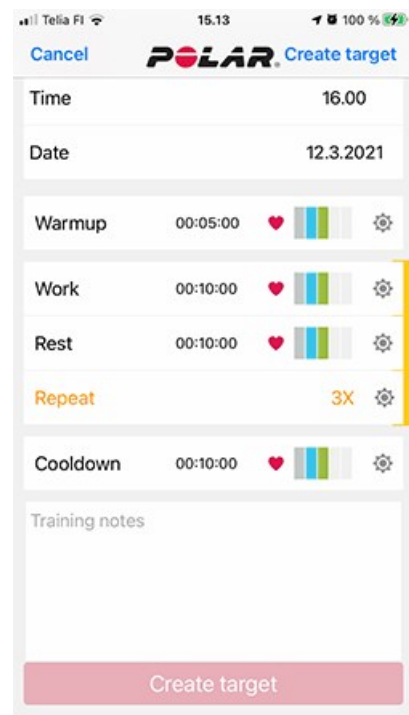 Telia FI 15.13 100 %
Cancel POLAR. Create target
Time 16.00
Date 12.3.2021
Warmup 00:05:00
Work 00:10:00
Rest 00:10:00
Repeat 3X
Cooldown 00:10:00
Training notes
Create target